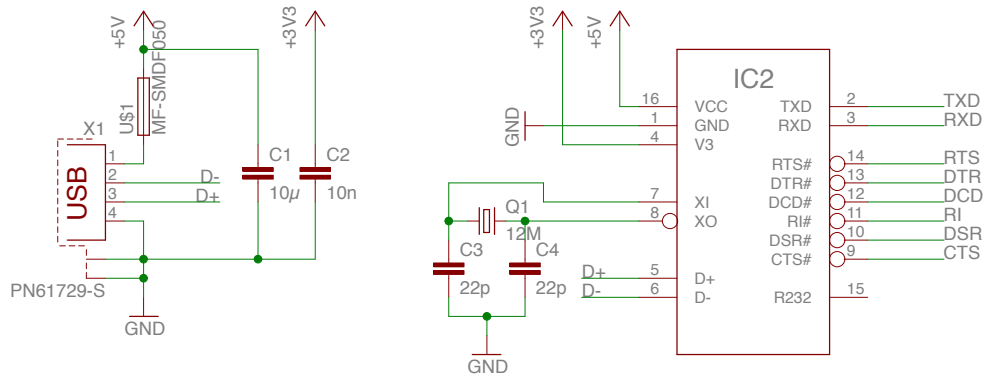 +5V
+3V3
U$1
MF-SMDF050
X1
USB
1
2
3
4
D-
D+
C1
10µ
C2
10n
PN61729-S
GND
+3V3
+5V
GND
IC2
16
VCC
1
GND
4
V3
7
XI
8
XO
5
D+
6
D-
TXD
2
TXD
RXD
3
RXD
RTS#
14
RTS
DTR#
13
DTR
DCD#
12
DCD
RI#
11
RI
DSR#
10
DSR
CTS#
9
CTS
R232
15
Q1
12M
C3
22p
C4
22p
D+
D-
GND